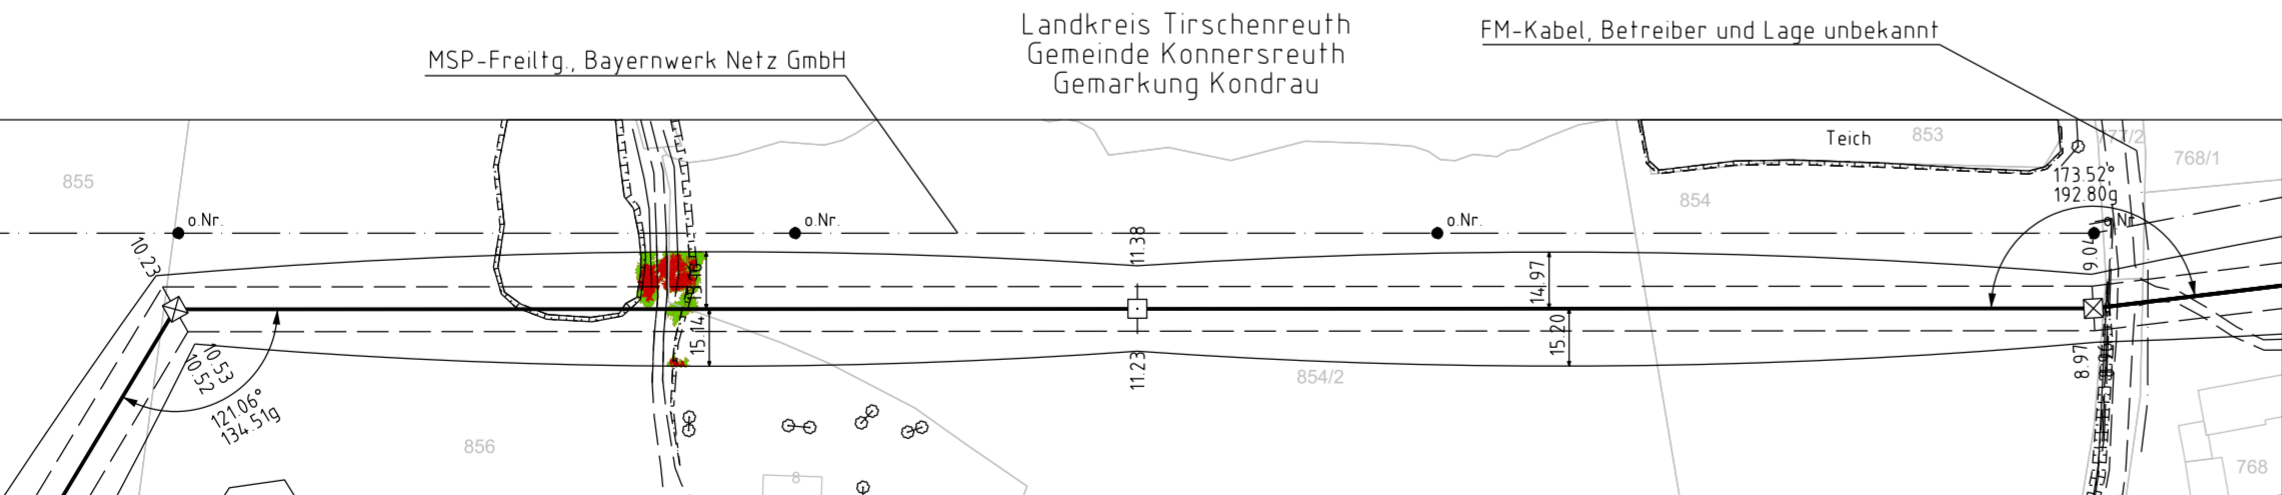 Landkreis Tirschenreuth
Gemeinde Konnersreuth
Gemarkung Kondrau
MSP-Freiltg., Bayernwerk Netz GmbH
FM-Kabel, Betreiber und Lage unbekannt
Teich
853
777/2
768/1
855
173.52°
192.80g
854
o.Nr.
o.Nr.
o.Nr.
o.Nr.
10.23
11.38
14.97
9.04
15.14
15.20
10.53
10.52
11.23
8.97
854/2
121.06°
134.51g
856
8
768